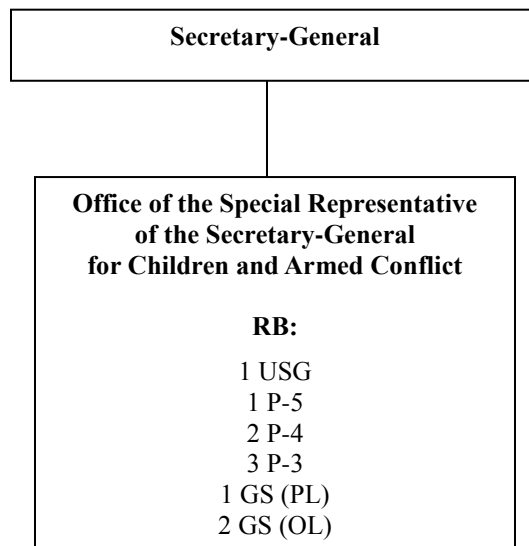 Secretary-General
Office of the Special Representative
of the Secretary-General
for Children and Armed Conflict
RB:
1 USG
1 P-5
2 P-4
3 P-3
1 GS (PL)
2 GS (OL)